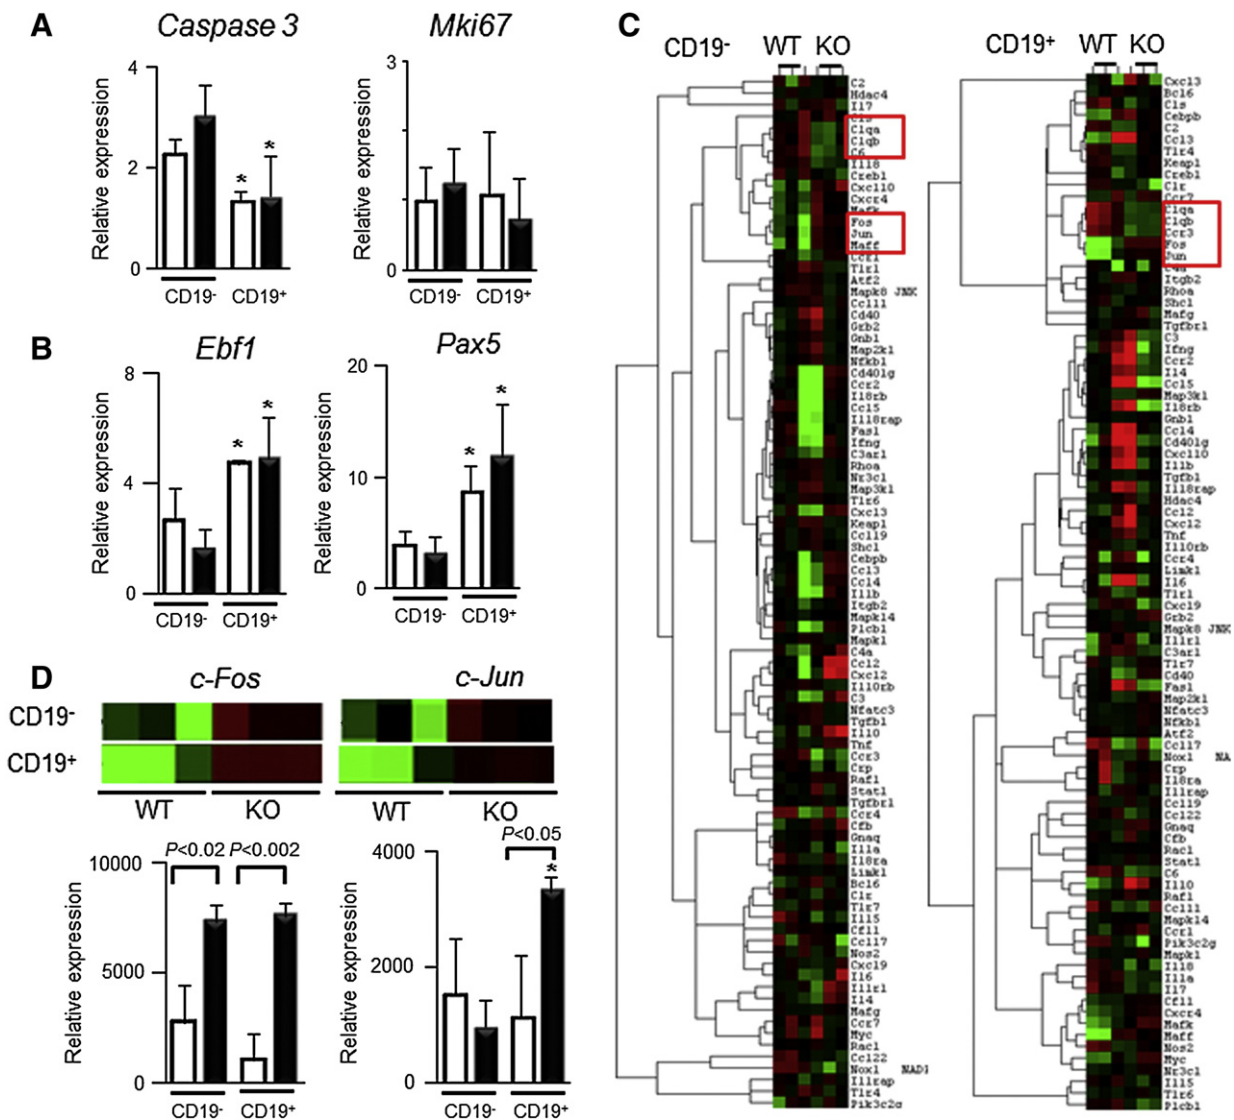 A
Caspase 3
Mki67
Relative expression
4
2
0
* *
CD19-
CD19+
Relative expression
3
0
CD19-
CD19+
B
Ebf1
Pax5
Relative expression
8
4
0
* *
CD19-
CD19+
Relative expression
20
10
0
* *
CD19-
CD19+
D
c-Fos
c-Jun
CD19-
CD19+
WT
KO
WT
KO
Relative expression
10000
5000
0
P<0.02
P<0.002
CD19-
CD19+
Relative expression
4000
2000
0
P<0.05
*
CD19-
CD19+
C
CD19-
WT
KO
C2
Hdac4
Il7
C1s
C1qa
C1qb
C6
Il18
Creb1
Cxcl10
Cxcr4
Mafk
Fos
Jun
Maff
Ccr1
Tlr1
Atf2
Mapk8 JNK
Ccl11
Cd40
Grb2
Gnb1
Map2k1
Nfkb1
Cd40lg
Ccr2
Il8rb
Ccl5
Il18rap
Fasl
Ifng
C3ar1
Rhoa
Nr3c1
Map3k1
Tlr6
Cxcl3
Keap1
Ccl19
Shc1
Cebpb
Ccl3
Ccl4
Il1b
Itgb2
Mapk14
Plcb1
Mapk1
C4a
Ccl2
Cxcl2
Il10rb
C3
Nfatc3
Tgfb1
Il10
Tnf
Ccr3
Crp
Raf1
Stat1
Tgfbr1
Ccr4
Cfb
Gnaq
Il1a
Il8ra
Limk1
Bcl6
C1r
Tlr7
Il15
Cfl1
Ccl17
Nos2
Cxcl9
Il6
Il1r1
Il4
Mafg
Ccr7
Myc
Rac1
Ccl22
Nox1 NADI
Il1rap
Tlr4
Pik3c2g
CD19+
WT
KO
Cxcl3
Bcl6
C1s
Cebpb
C2
Ccl3
Tlr4
Keap1
Creb1
C1r
Ccr7
C1qa
C1qb
Ccr3
Fos
Jun
C4a
Itgb2
Rhoa
Shc1
Mafg
Tgfbr1
C3
Ifng
Ccr2
Il4
Ccl5
Map3k1
Il8rb
Gnb1
Ccl4
Cd40lg
Cxcl10
Il1b
Tgfb1
Il18rap
Hdac4
Ccl2
Cxcl2
Tnf
Il10rb
Ccr4
Limk1
Il6
Tlr1
Cxcl9
Grb2
Mapk8 JNK
Il1r1
C3ar1
Tlr7
Cd40
Fasl
Map2k1
Nfatc3
Nfkb1
Atf2
Ccl17
Nox1 NA
Crp
Il8ra
Il1rap
Ccl19
Ccl22
Gnaq
Cfb
Rac1
Stat1
C6
Il10
Raf1
Ccl11
Mapk14
Ccr1
Pik3c2g
Mapk1
Il18
Il1a
Il7
Cfl1
Cxcr4
Mafk
Maff
Nos2
Myc
Nr3c1
Il15
Tlr6
Plcb1